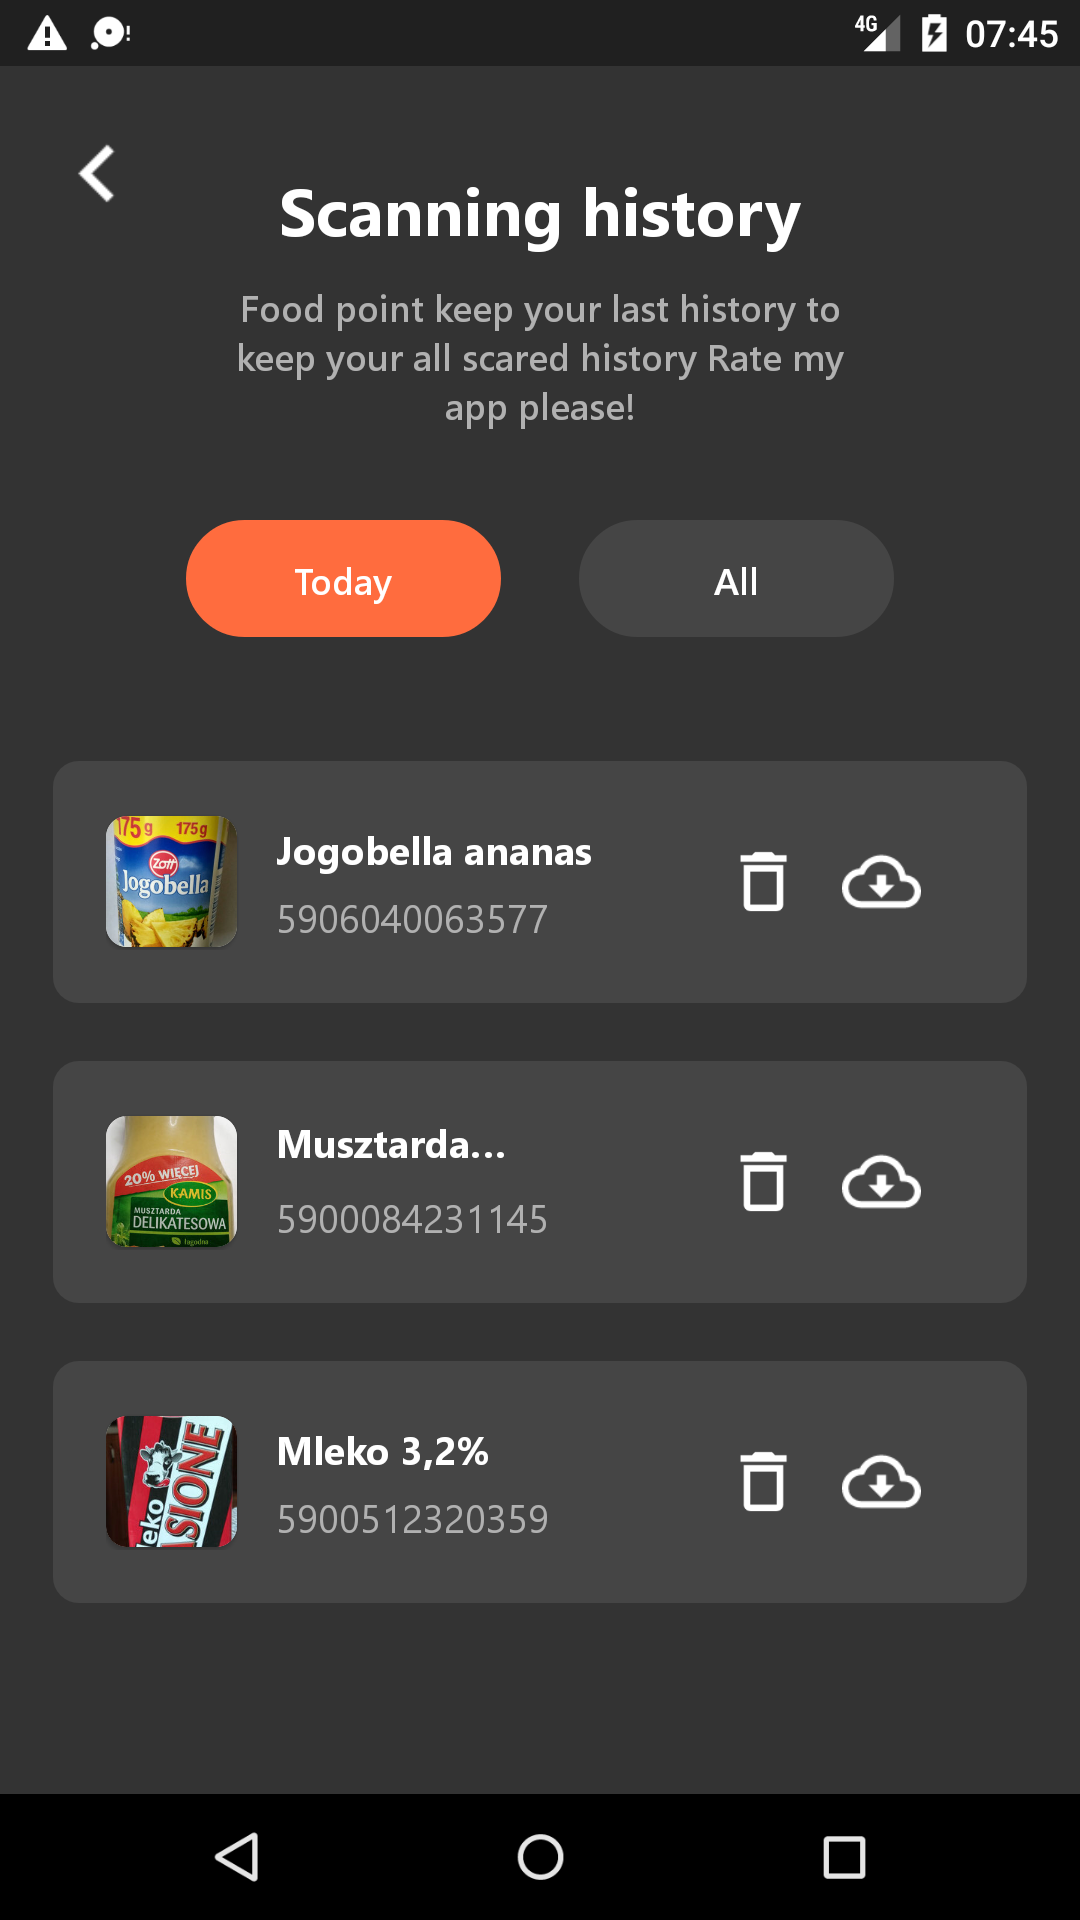 4G 07:45
Scanning history
Food point keep your last history to
keep your all scared history Rate my
app please!
Today All
175g 175g
Zott
Jogobella
Jogobella ananas
5906040063577
20% WIĘCEJ
KAMIS
MUSZTARDA
DELIKATESOWA
łagodna
Musztarda...
5900084231145
Mleko 3,2%
5900512320359